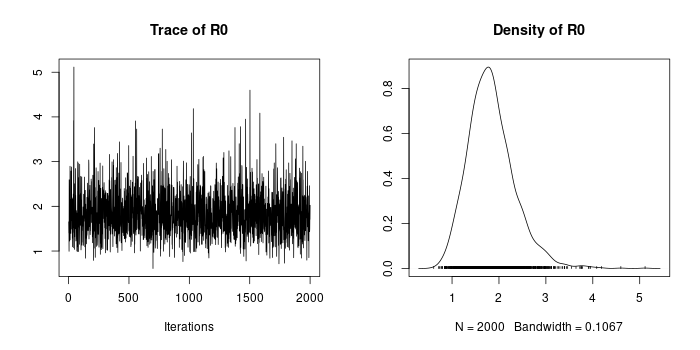 Trace of R0
5
4
3
2
1
0 500 1000 1500 2000
Iterations
Density of R0
0.8
0.6
0.4
0.2
0.0
1 2 3 4 5
N = 2000 Bandwidth = 0.1067